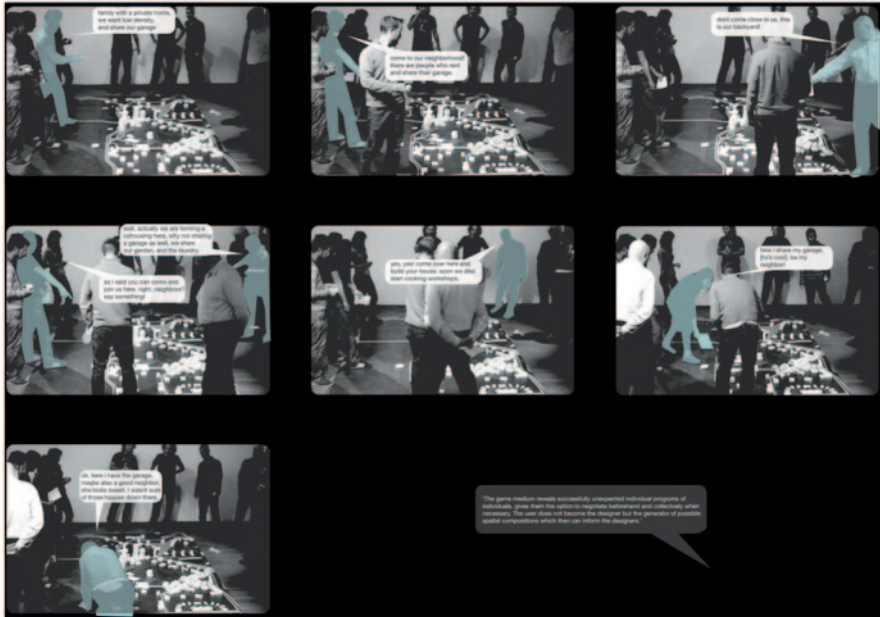 family with a private home,
we want low density,
and share our garage
come to our neighborhood!
there are people who rent
and share their garage.
dont come close to us, this
is our backyard!
well, actually we are forming a
cohousing here, why not sharing
a garage as well, we share
our garden, and the laundry.
as I said you can come and
join us here, right, neighbors?
say something!
yes, yes! come over here and
build your house. soon we also
start cooking workshops.
here i share my garage,
[he's cool], be my
neighbor!
ok, here I have the garage,
maybe also a good neighbor,
she looks sweet. I wasnt sure
of those hippies down there.
'The game medium reveals successfully unexpected individual programs of
individuals, gives them the option to negotiate beforehand and collectively when
necessary. The user does not become the designer but the generator of possible
spatial compositions which then can inform the designers.'